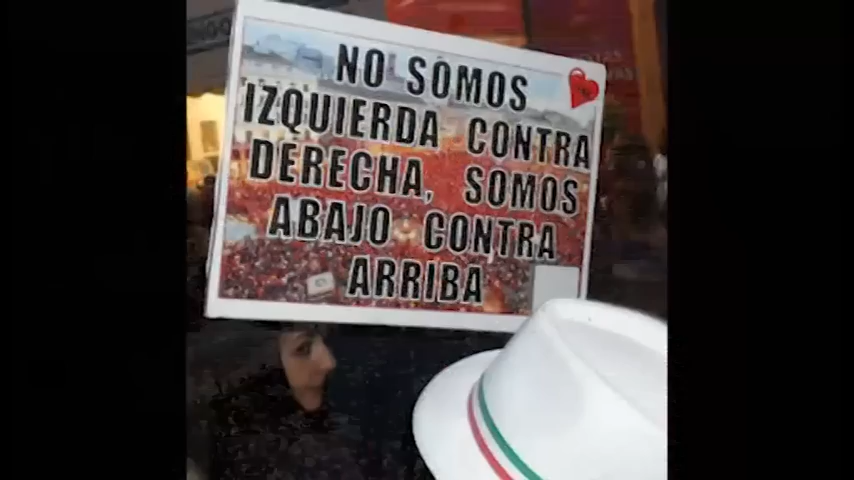 NO SOMOS
IZQUIERDA CONTRA
DERECHA, SOMOS
ABAJO CONTRA
ARRIBA